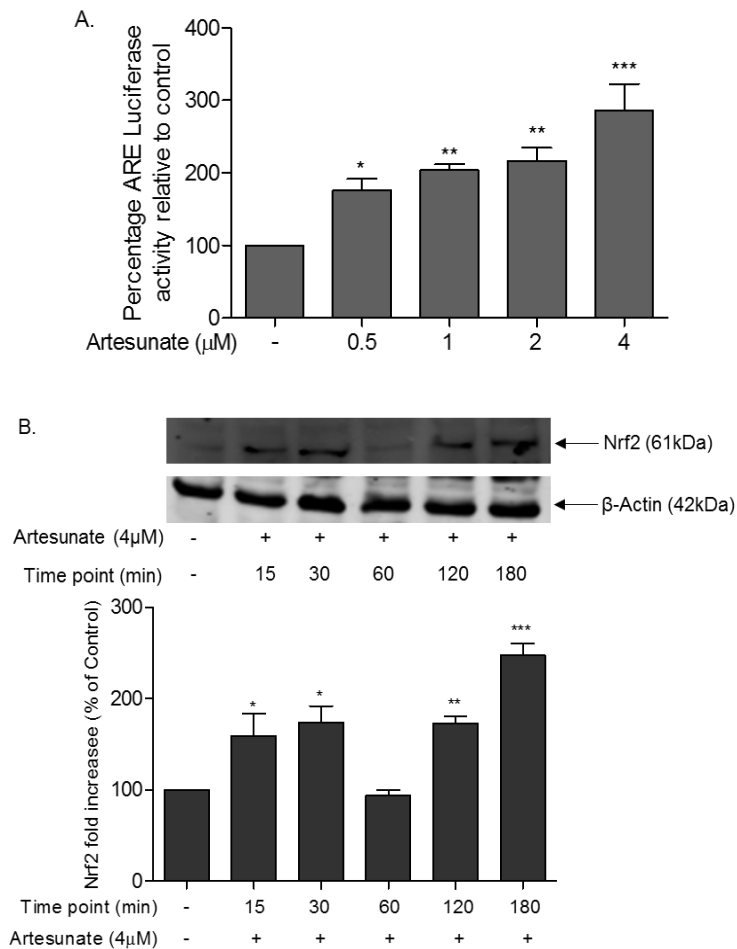 A.
Percentage ARE Luciferase
activity relative to control
400
300
200
100
0
*
**
**
***
Artesunate (μM)
- 0.5 1 2 4
B.
Nrf2 (61kDa)
β-Actin (42kDa)
Artesunate (4μM) - + + + + +
Time point (min) - 15 30 60 120 180
Nrf2 fold increasee (% of Control)
300
200
100
0
*
*
**
***
Time point (min) - 15 30 60 120 180
Artesunate (4μM) - + + + + +